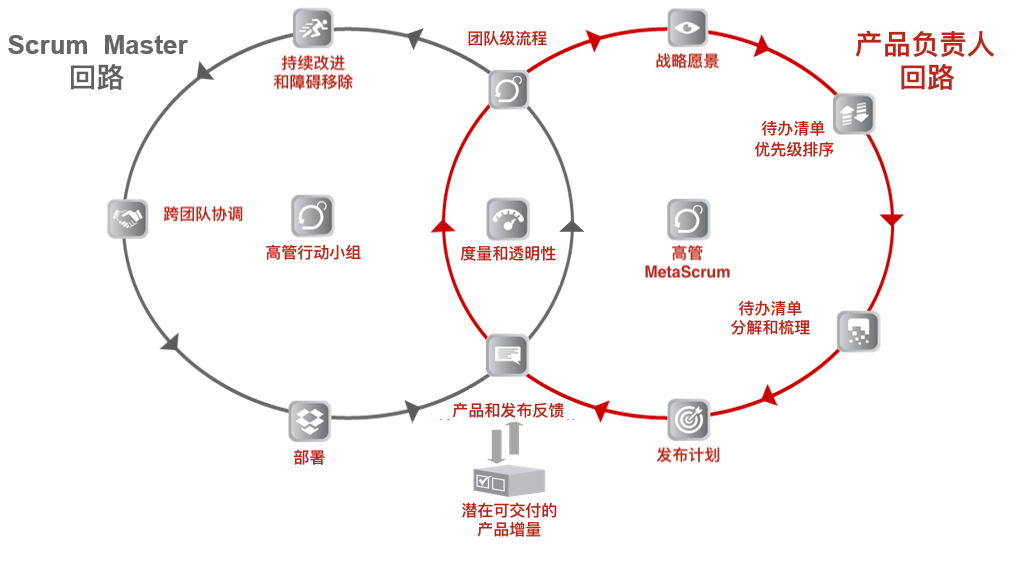 Scrum Master
回路
持续改进
和障碍移除
团队级流程
战略愿景
产品负责人
回路
待办清单
优先级排序
跨团队协调
高管行动小组
度量和透明性
高管
MetaScrum
待办清单
分解和梳理
部署
产品和发布反馈
发布计划
潜在可交付的
产品增量